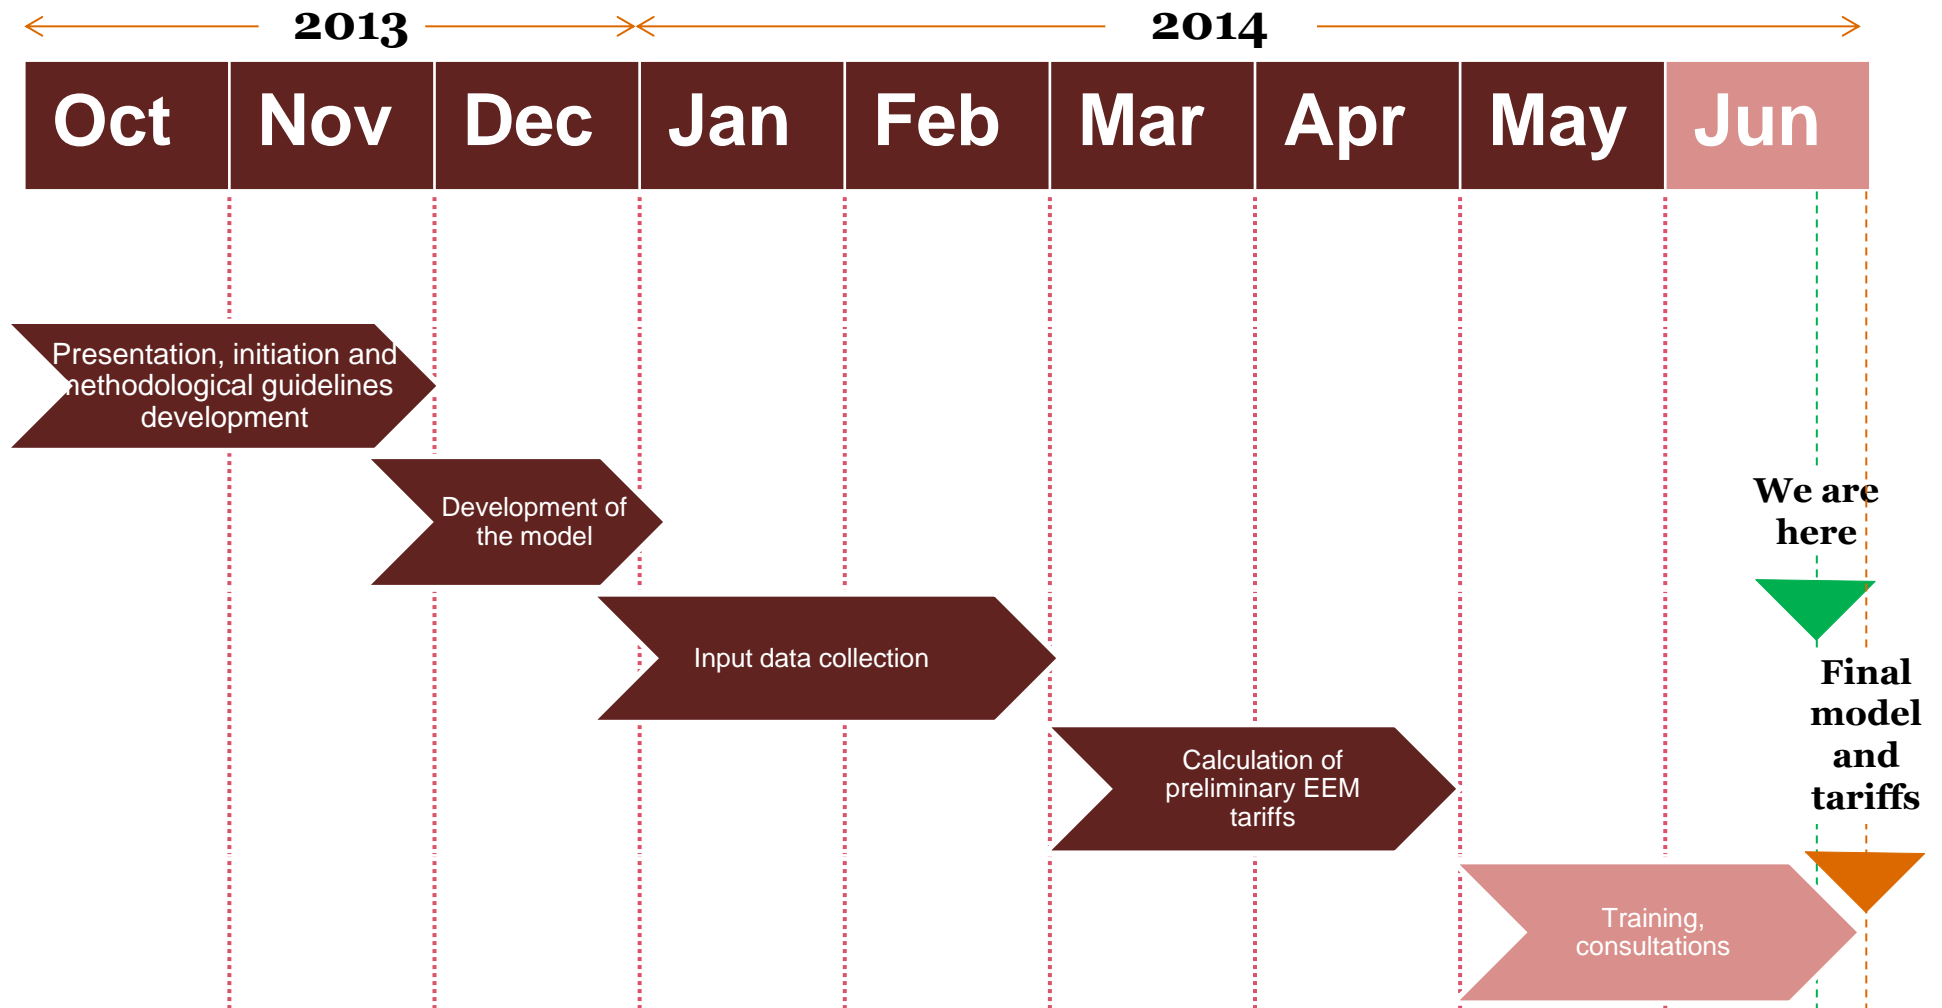 2013
2014
Oct
Nov
Dec
Jan
Feb
Mar
Apr
May
Jun
Presentation, initiation and
methodological guidelines
development
Development of
the model
We are
here
Input data collection
Final
model
and
tariffs
Calculation of
preliminary EEM
tariffs
Training,
consultations